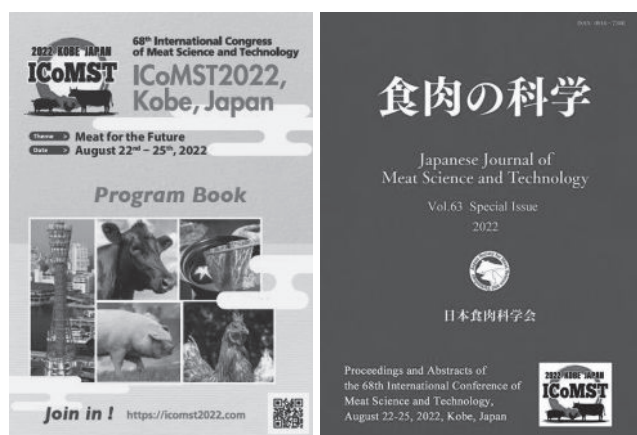 2022 KOBE JAPAN
ICoMST
68th International Congress
of Meat Science and Technology
ICoMST2022,
Kobe, Japan
Theme
Meat for the Future
Date
August 22nd – 25th, 2022
Program Book
Join in !
https://icomst2022.com
食肉の科学
Japanese Journal of
Meat Science and Technology
Vol.63 Special Issue
2022
日本食肉科学会
Proceedings and Abstracts of
the 68th International Conference of
Meat Science and Technology,
August 22-25, 2022, Kobe, Japan
2022 KOBE JAPAN
ICoMST